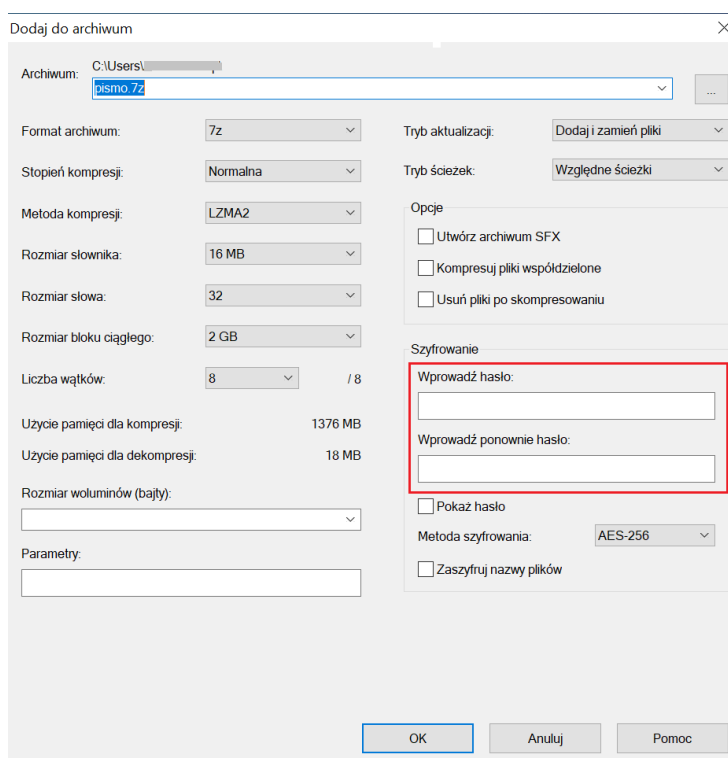 Dodaj do archiwum
Archiwum:
C:\Users\
pismo.7z
...
Format archiwum:
7z
Stopień kompresji:
Normalna
Metoda kompresji:
LZMA2
Rozmiar słownika:
16 MB
Rozmiar słowa:
32
Rozmiar bloku ciągłego:
2 GB
Liczba wątków:
8
/ 8
Użycie pamięci dla kompresji:
1376 MB
Użycie pamięci dla dekompresji:
18 MB
Rozmiar woluminów (bajty):
Parametry:
Tryb aktualizacji:
Dodaj i zamień pliki
Tryb ścieżek:
Względne ścieżki
Opcje
Utwórz archiwum SFX
Kompresuj pliki współdzielone
Usuń pliki po skompresowaniu
Szyfrowanie
Wprowadź hasło:
Wprowadź ponownie hasło:
Pokaż hasło
Metoda szyfrowania:
AES-256
Zaszyfruj nazwy plików
OK
Anuluj
Pomoc